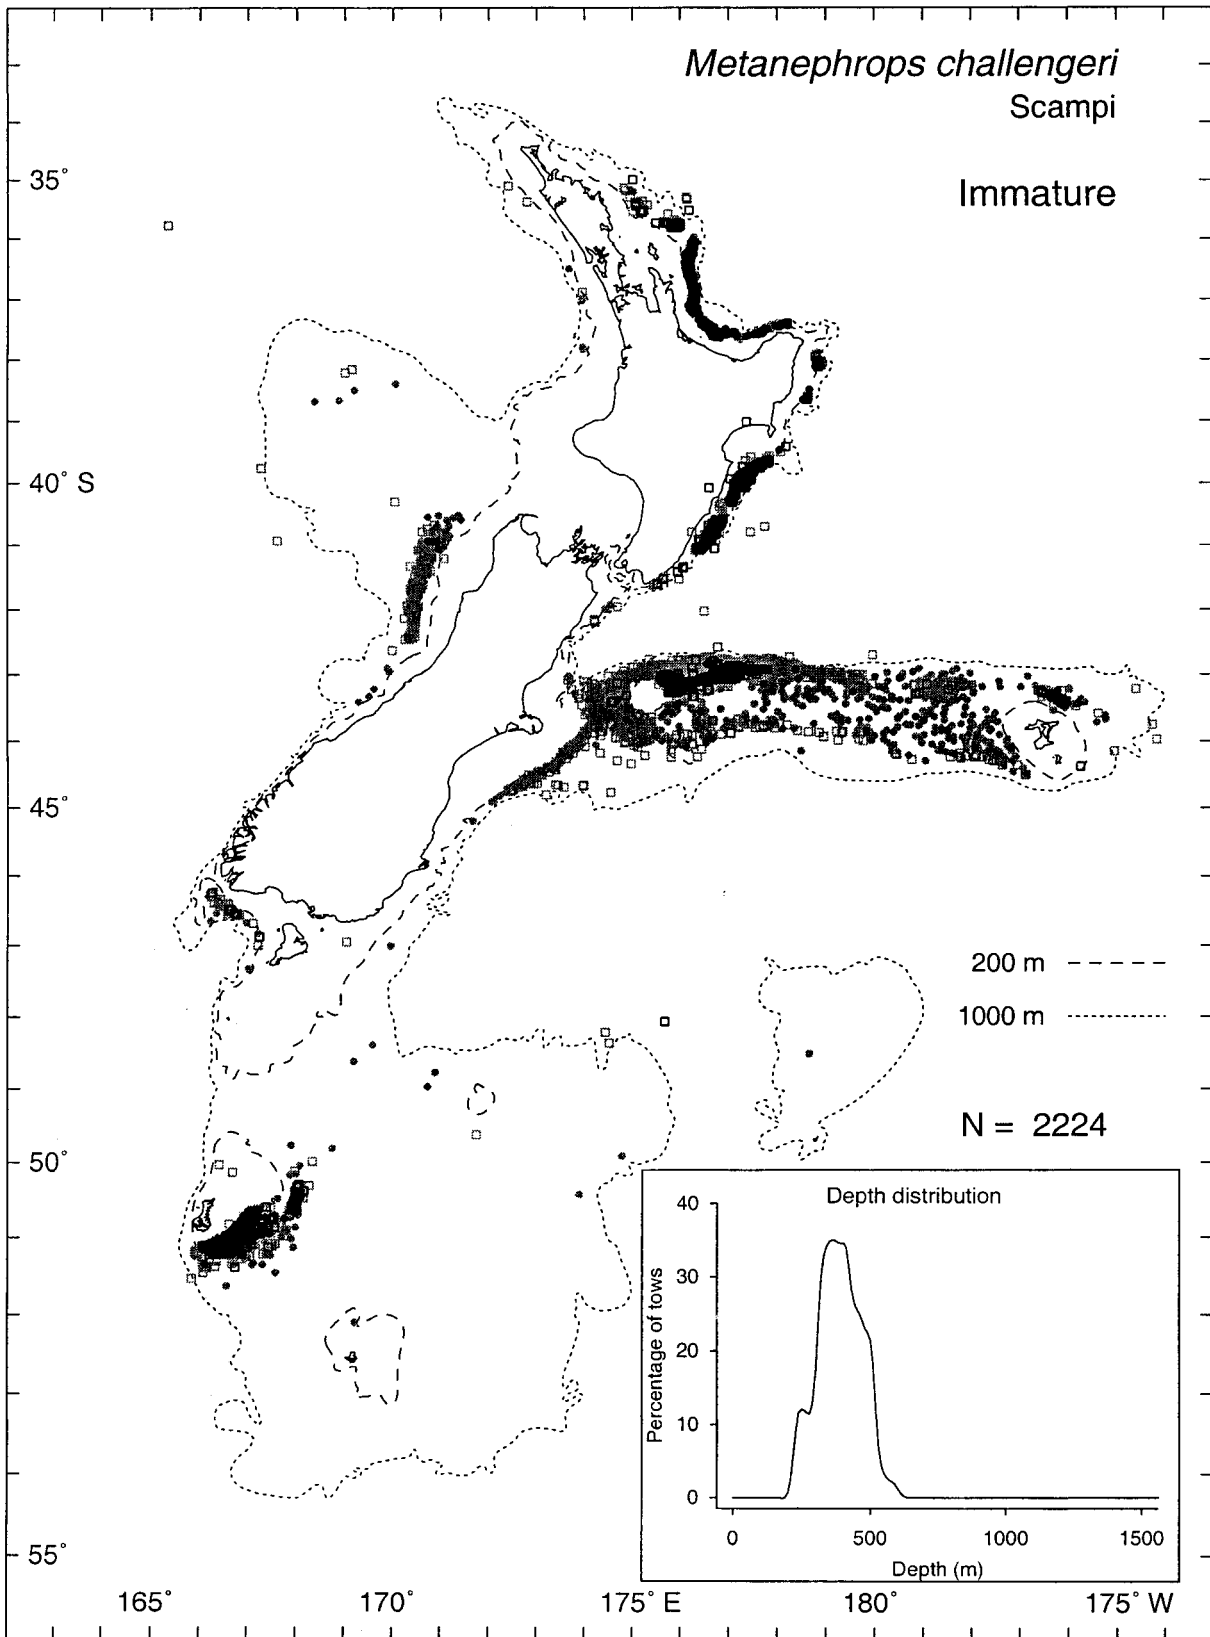 Metanephrops challengeri
Scampi
Immature
35°
40° S
45°
50°
55°
165°
170°
175° E
180°
175° W
200 m
1000 m
N = 2224
Depth distribution
Percentage of tows
40
30
20
10
0
0
500
1000
1500
Depth (m)